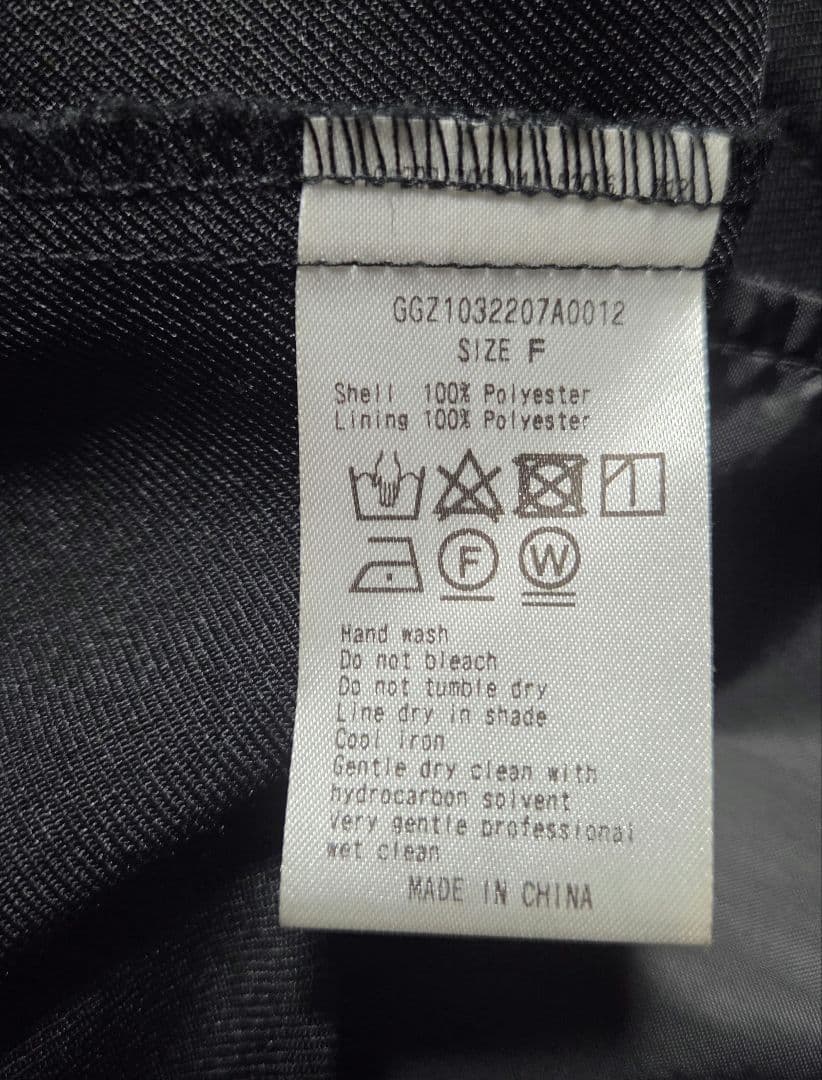 GGZ1032207A0012
SIZE F
Shell 100% Polyester
Lining 100% Polyester
F W
Hand wash
Do not bleach
Do not tumble dry
Line dry in shade
Cool iron
Gentle dry clean with
hydrocarbon solvent
Very gentle professional
wet clean
MADE IN CHINA